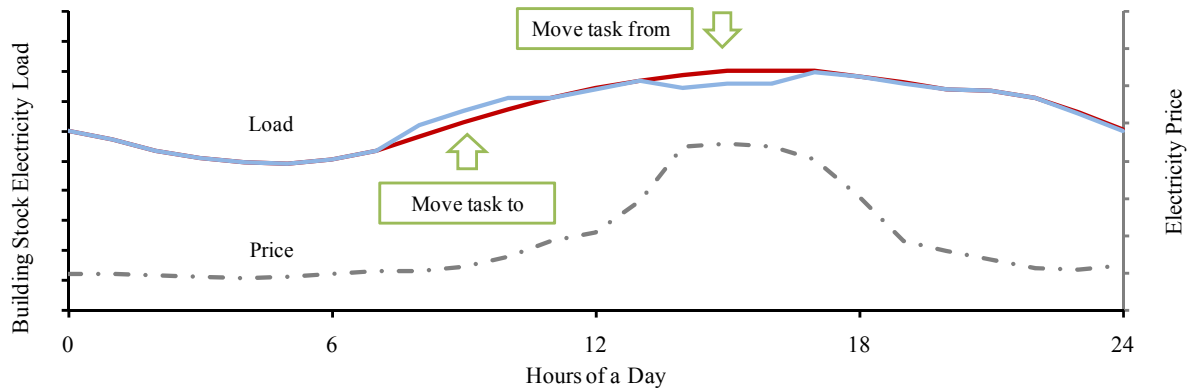 Move task from
Load
Move task to
Price
Building Stock Electricity Load
Electricity Price
0 6 12 18 24
Hours of a Day